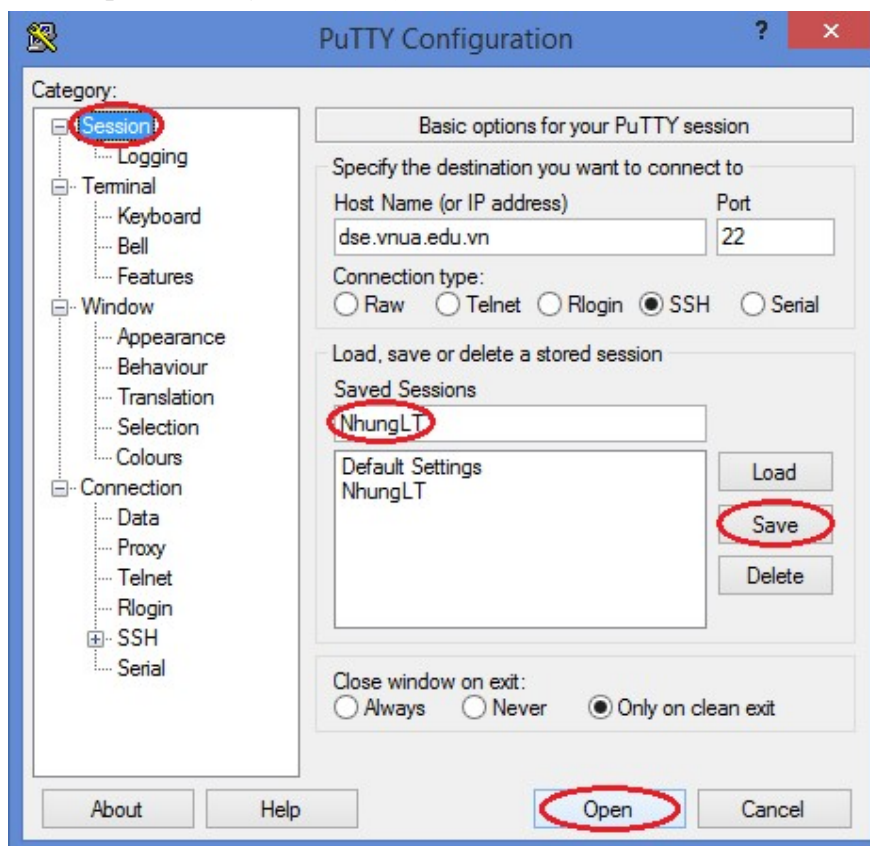 PuTTY Configuration
?
×
Category:
Session
Logging
Terminal
Keyboard
Bell
Features
Window
Appearance
Behaviour
Translation
Selection
Colours
Connection
Data
Proxy
Telnet
Rlogin
SSH
Serial
Basic options for your PuTTY session
Specify the destination you want to connect to
Host Name (or IP address) Port
dse.vnua.edu.vn 22
Connection type:
Raw Telnet Rlogin SSH Serial
Load, save or delete a stored session
Saved Sessions
NhungLT
Default Settings
NhungLT
Load
Save
Delete
Close window on exit:
Always Never Only on clean exit
About Help Open Cancel